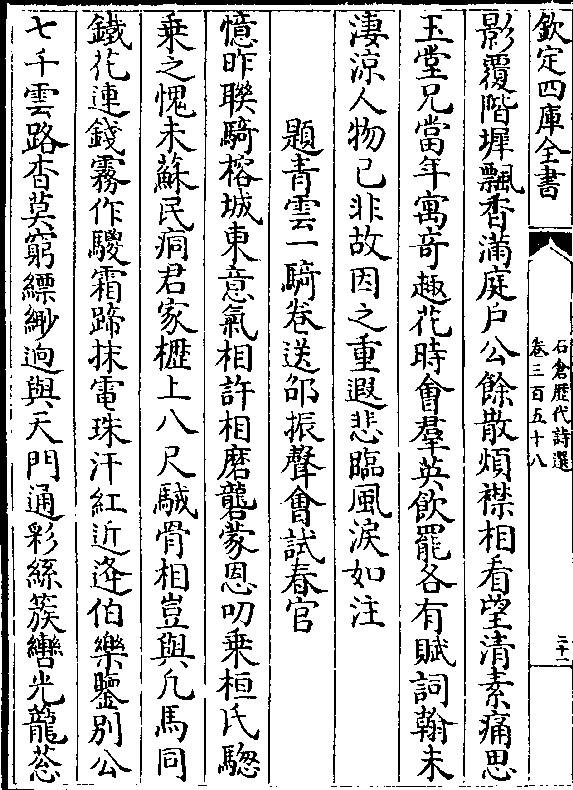 欽定四庫全書
石倉歷代詩選
卷三百五十八
二十一
影覆階墀飄香滿庭戶公餘散煩襟相看望清素痛思
玉堂兄當年寓竒趣花時會羣英飲罷各有賦詞翰未
淒涼人物已非故因之重遐悲臨風淚如注
題青雲一騎卷送邵振聲會試春官
憶昨聯騎榕城東意氣相許相磨礲蒙恩叨乘桓氏驄
乘之愧未蘇民痌君家櫪上八尺駥骨相豈與凡馬同
鐵花連錢霧作騣霜蹄抹電珠汗紅近逢伯樂鑒別公
七千雲路杳莫窮縹緲逈與天門通彩絲簇轡光籠葱